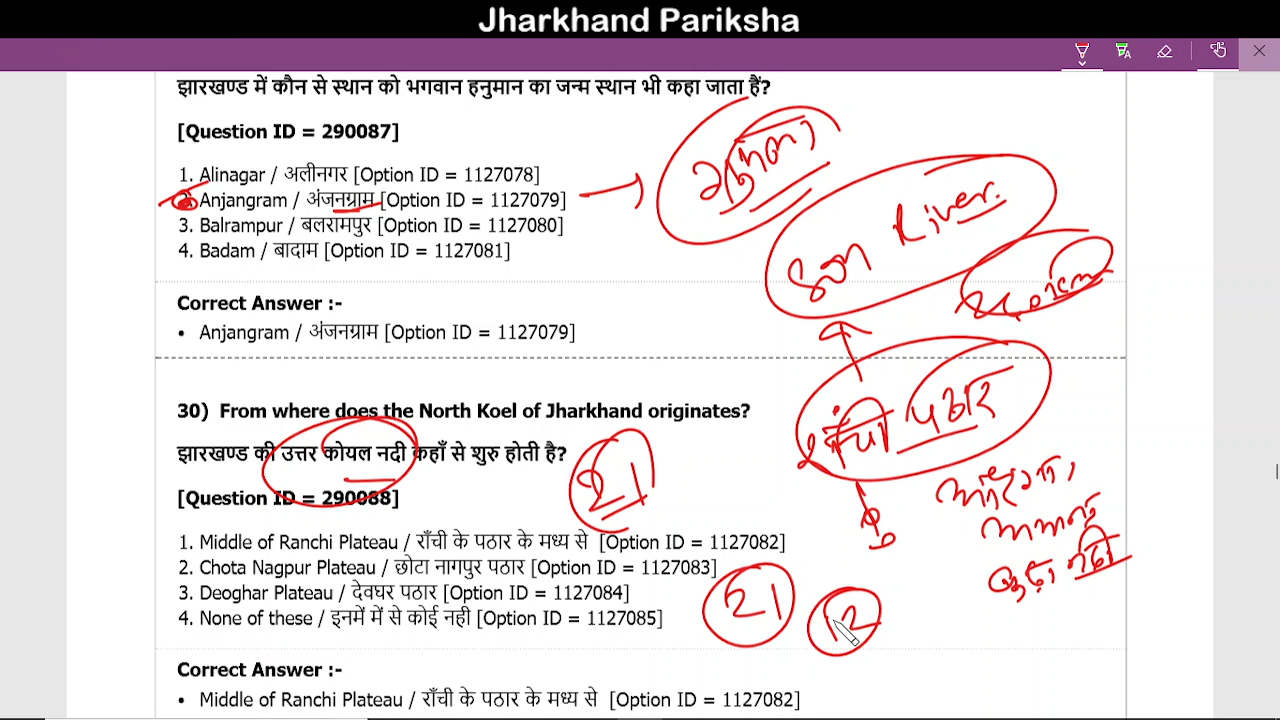 Jharkhand Pariksha
झारखण्ड में कौन से स्थान को भगवान हनुमान का जन्म स्थान भी कहा जाता हैं?
[Question ID = 290087]
1. Alinagar / अलीनगर [Option ID = 1127078]
2. Anjangram / अंजनग्राम [Option ID = 1127079]
3. Balrampur / बलरामपुर [Option ID = 1127080]
4. Badam / बादाम [Option ID = 1127081]
गुमला
Son River
Correct Answer :-
• Anjangram / अंजनग्राम [Option ID = 1127079]
रांची पठार
30) From where does the North Koel of Jharkhand originates?
झारखण्ड की उत्तर कोयल नदी कहाँ से शुरु होती है?
21
[Question ID = 290088]
1. Middle of Ranchi Plateau / राँची के पठार के मध्य से [Option ID = 1127082]
2. Chota Nagpur Plateau / छोटा नागपुर पठार [Option ID = 1127083]
3. Deoghar Plateau / देवघर पठार [Option ID = 1127084]
4. None of these / इनमें में से कोई नही [Option ID = 1127085]
औरंगा
अमानत
बुढ़ा नदी
21
12
Correct Answer :-
• Middle of Ranchi Plateau / राँची के पठार के मध्य से [Option ID = 1127082]